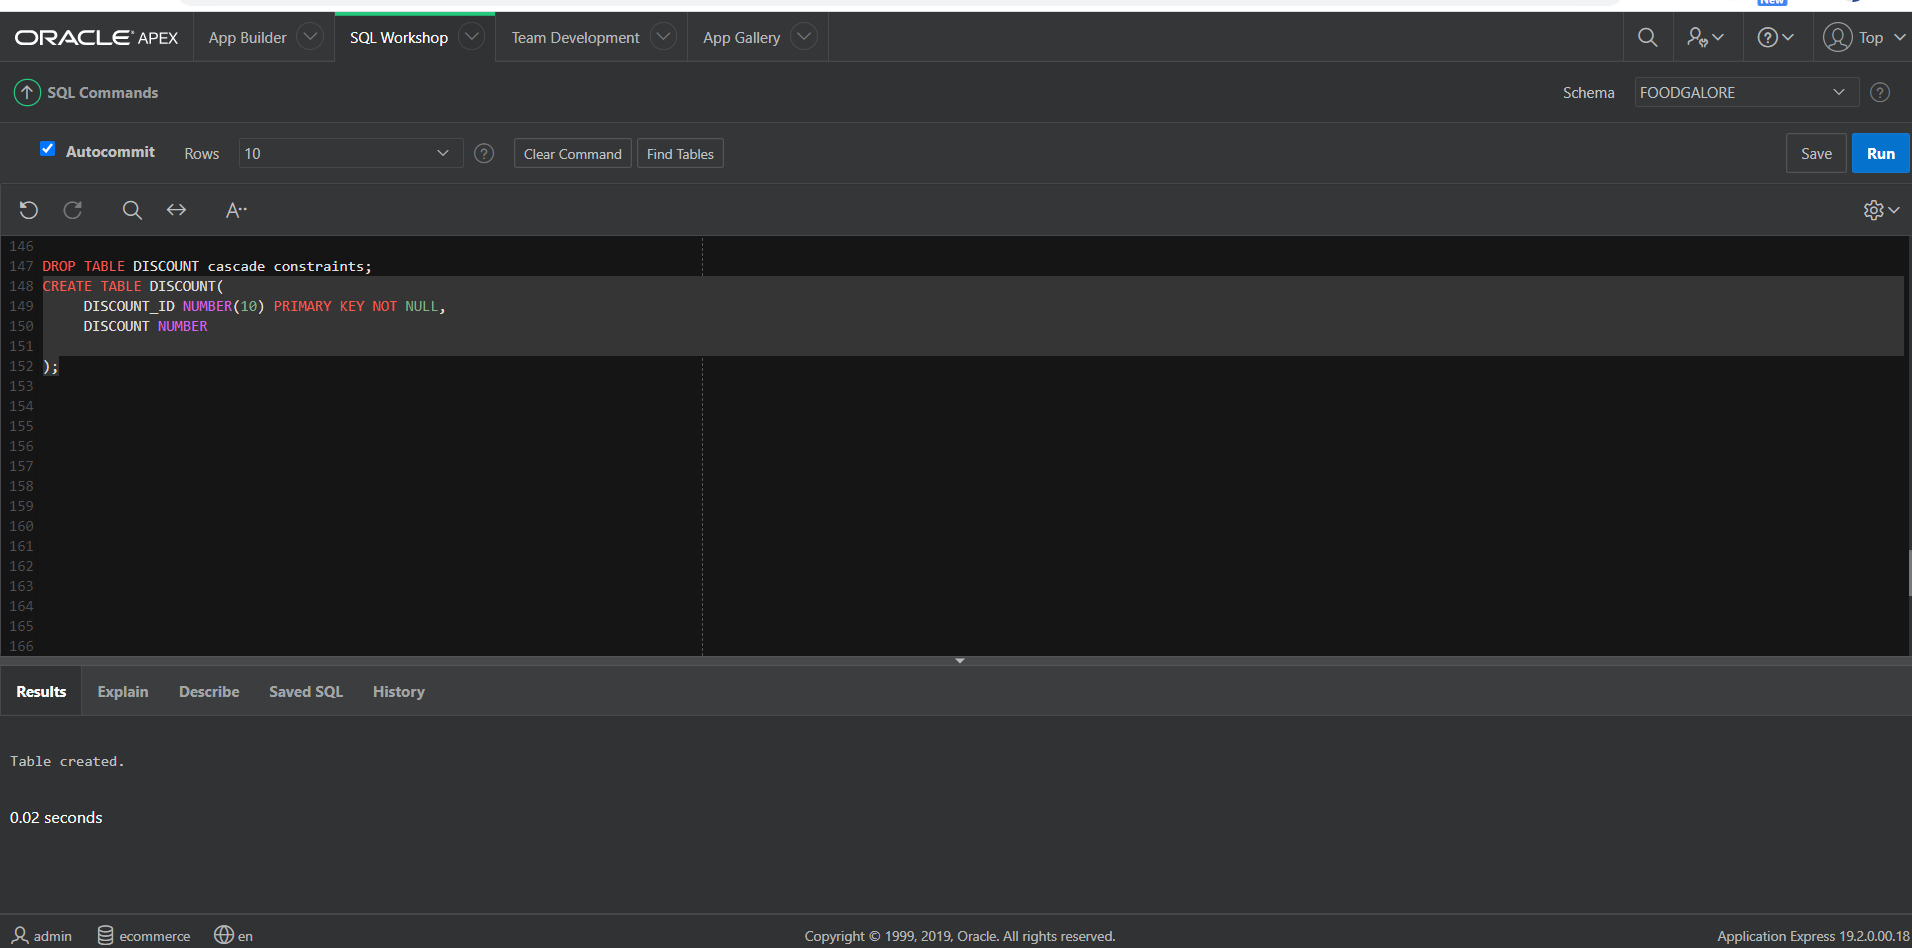 New
ORACLE APEX App Builder SQL Workshop Team Development App Gallery Top
SQL Commands Schema FOODGALORE
Autocommit Rows 10 Clear Command Find Tables Save Run
146
147 DROP TABLE DISCOUNT cascade constraints;
148 CREATE TABLE DISCOUNT(
149 DISCOUNT_ID NUMBER(10) PRIMARY KEY NOT NULL,
150 DISCOUNT NUMBER
151
152 );
153
154
155
156
157
158
159
160
161
162
163
164
165
166
Results Explain Describe Saved SQL History
Table created.
0.02 seconds
admin ecommerce en Copyright © 1999, 2019, Oracle. All rights reserved. Application Express 19.2.0.00.18